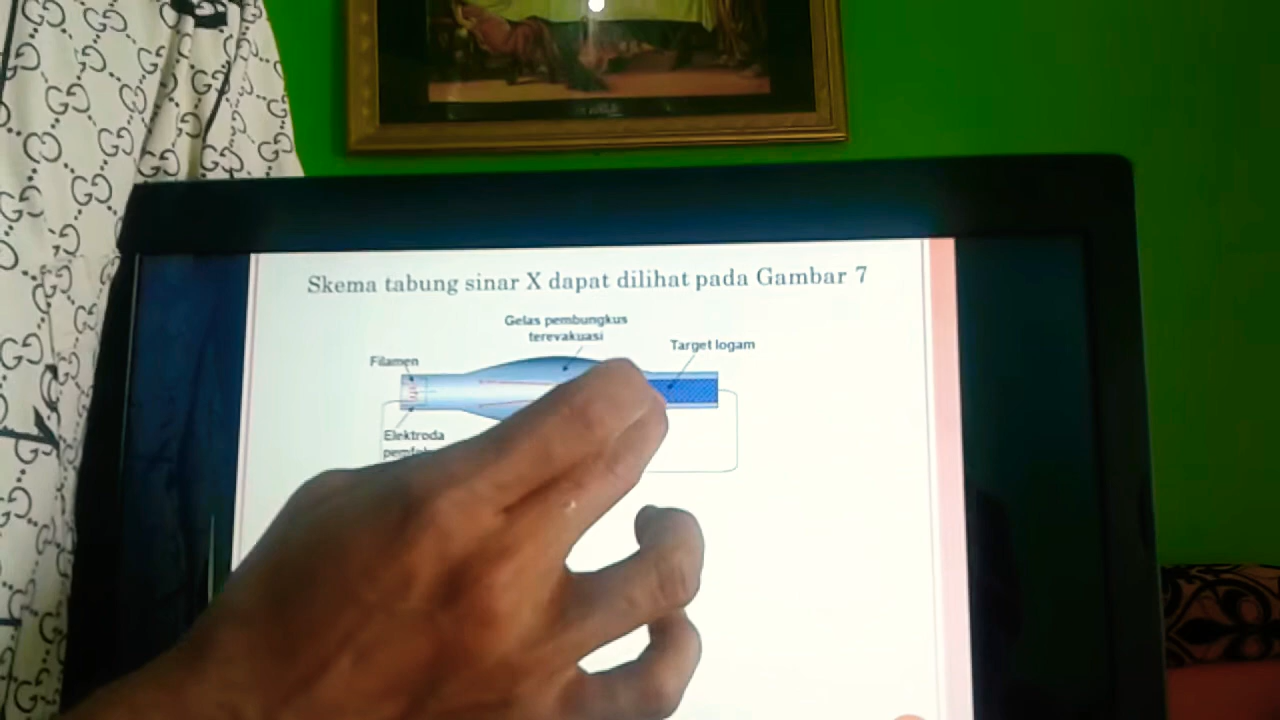 Skema tabung sinar X dapat dilihat pada Gambar 7
Gelas pembungkus
terevakuasi
Target logam
Filamen
Elektroda